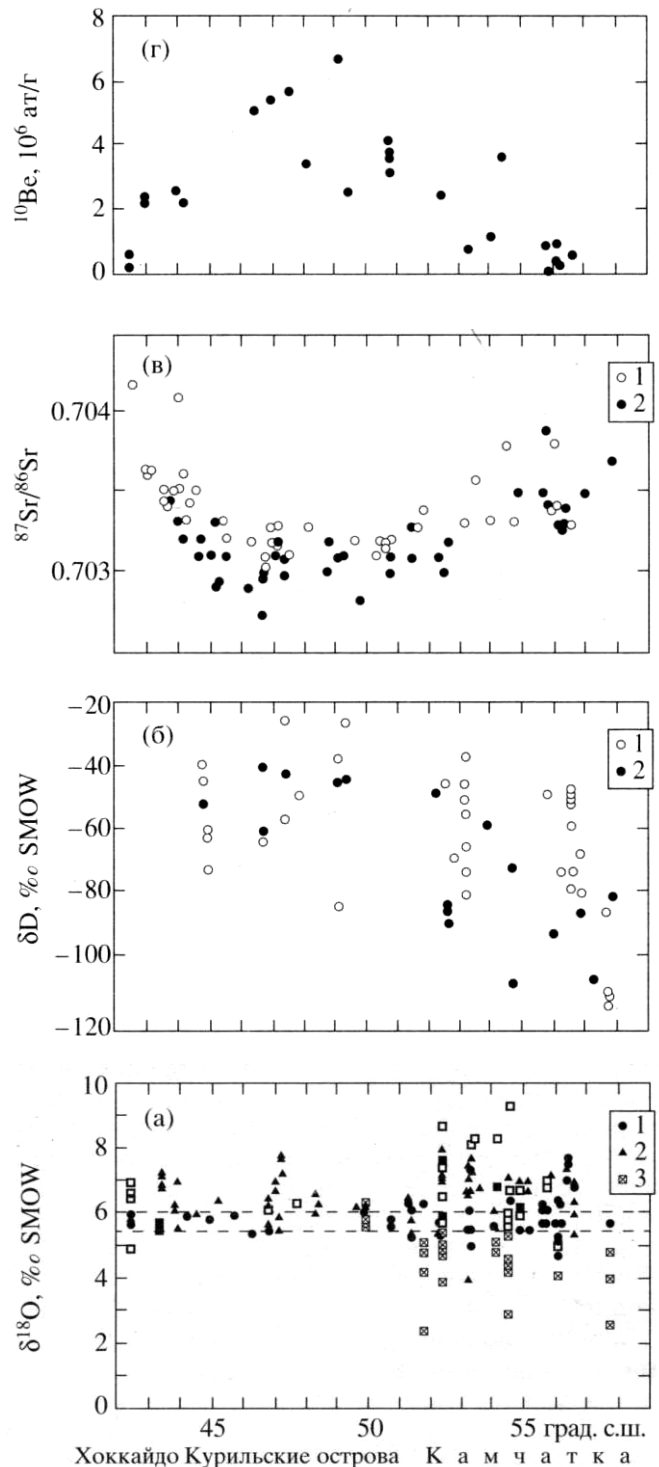 8
(г)
6
4
2
0
¹⁰Be, 10⁶ ат/г
(в)
1
2
0.704
0.703
⁸⁷Sr/⁸⁶Sr
−20
(б)
1
2
−40
−60
−80
−100
−120
δD, ‰ SMOW
10
(а)
1
2
3
8
6
4
2
0
δ¹⁸O, ‰ SMOW
45 50 55 град. с.ш.
Хоккайдо Курильские острова К а м ч а т к а